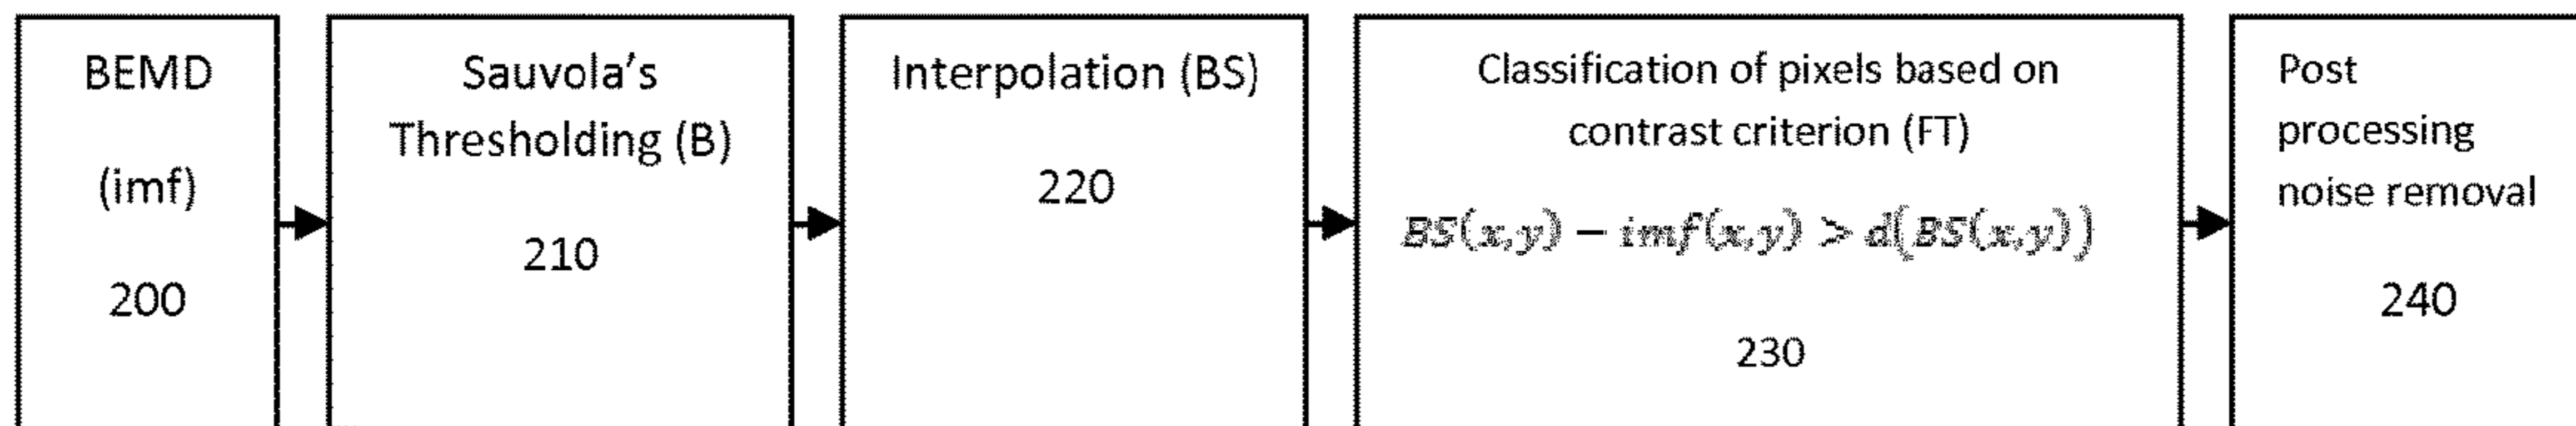 BEMD
(imf)
200
Sauvola's
Thresholding (B)
210
Interpolation (BS)
220
Classification of pixels based on
contrast criterion (FT)
BS(x,y) − imf(x,y) > d(BS(x,y))
230
Post
processing
noise removal
240